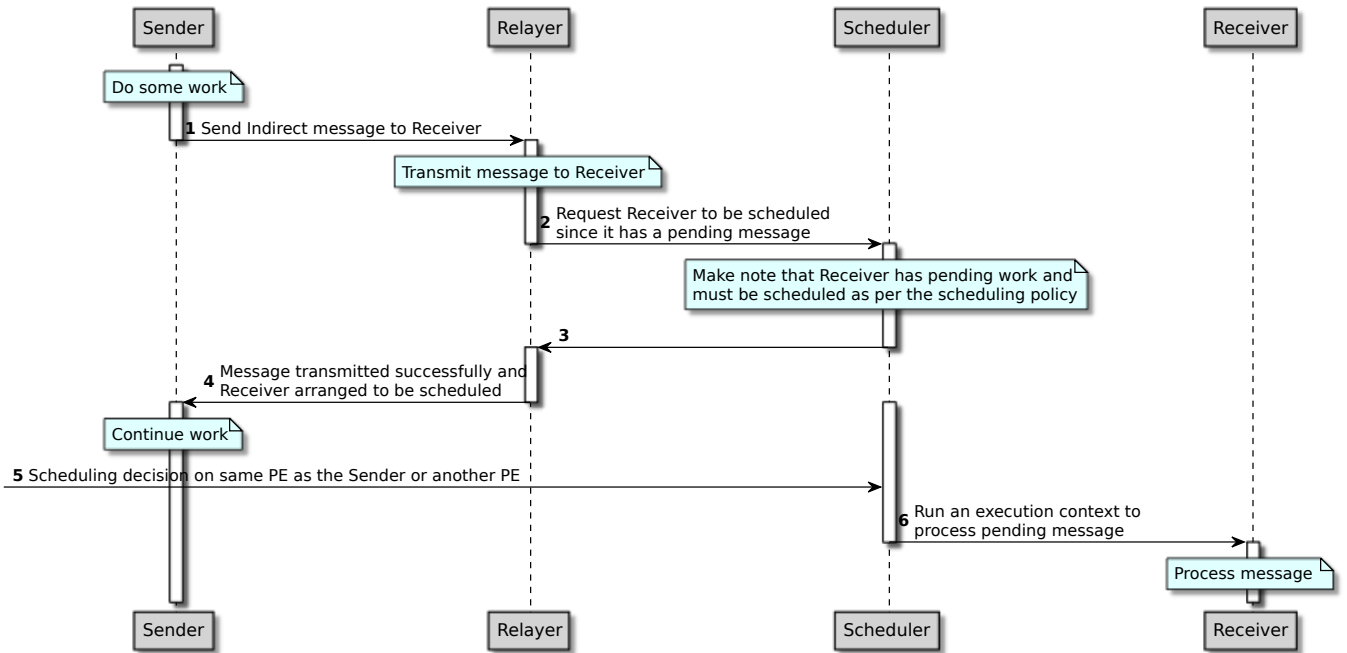 Sender
Relayer
Scheduler
Receiver
Do some work
1 Send Indirect message to Receiver
Transmit message to Receiver
2 Request Receiver to be scheduled
since it has a pending message
Make note that Receiver has pending work and
must be scheduled as per the scheduling policy
3
4 Message transmitted successfully and
Receiver arranged to be scheduled
Continue work
5 Scheduling decision on same PE as the Sender or another PE
6 Run an execution context to
process pending message
Process message
Sender
Relayer
Scheduler
Receiver